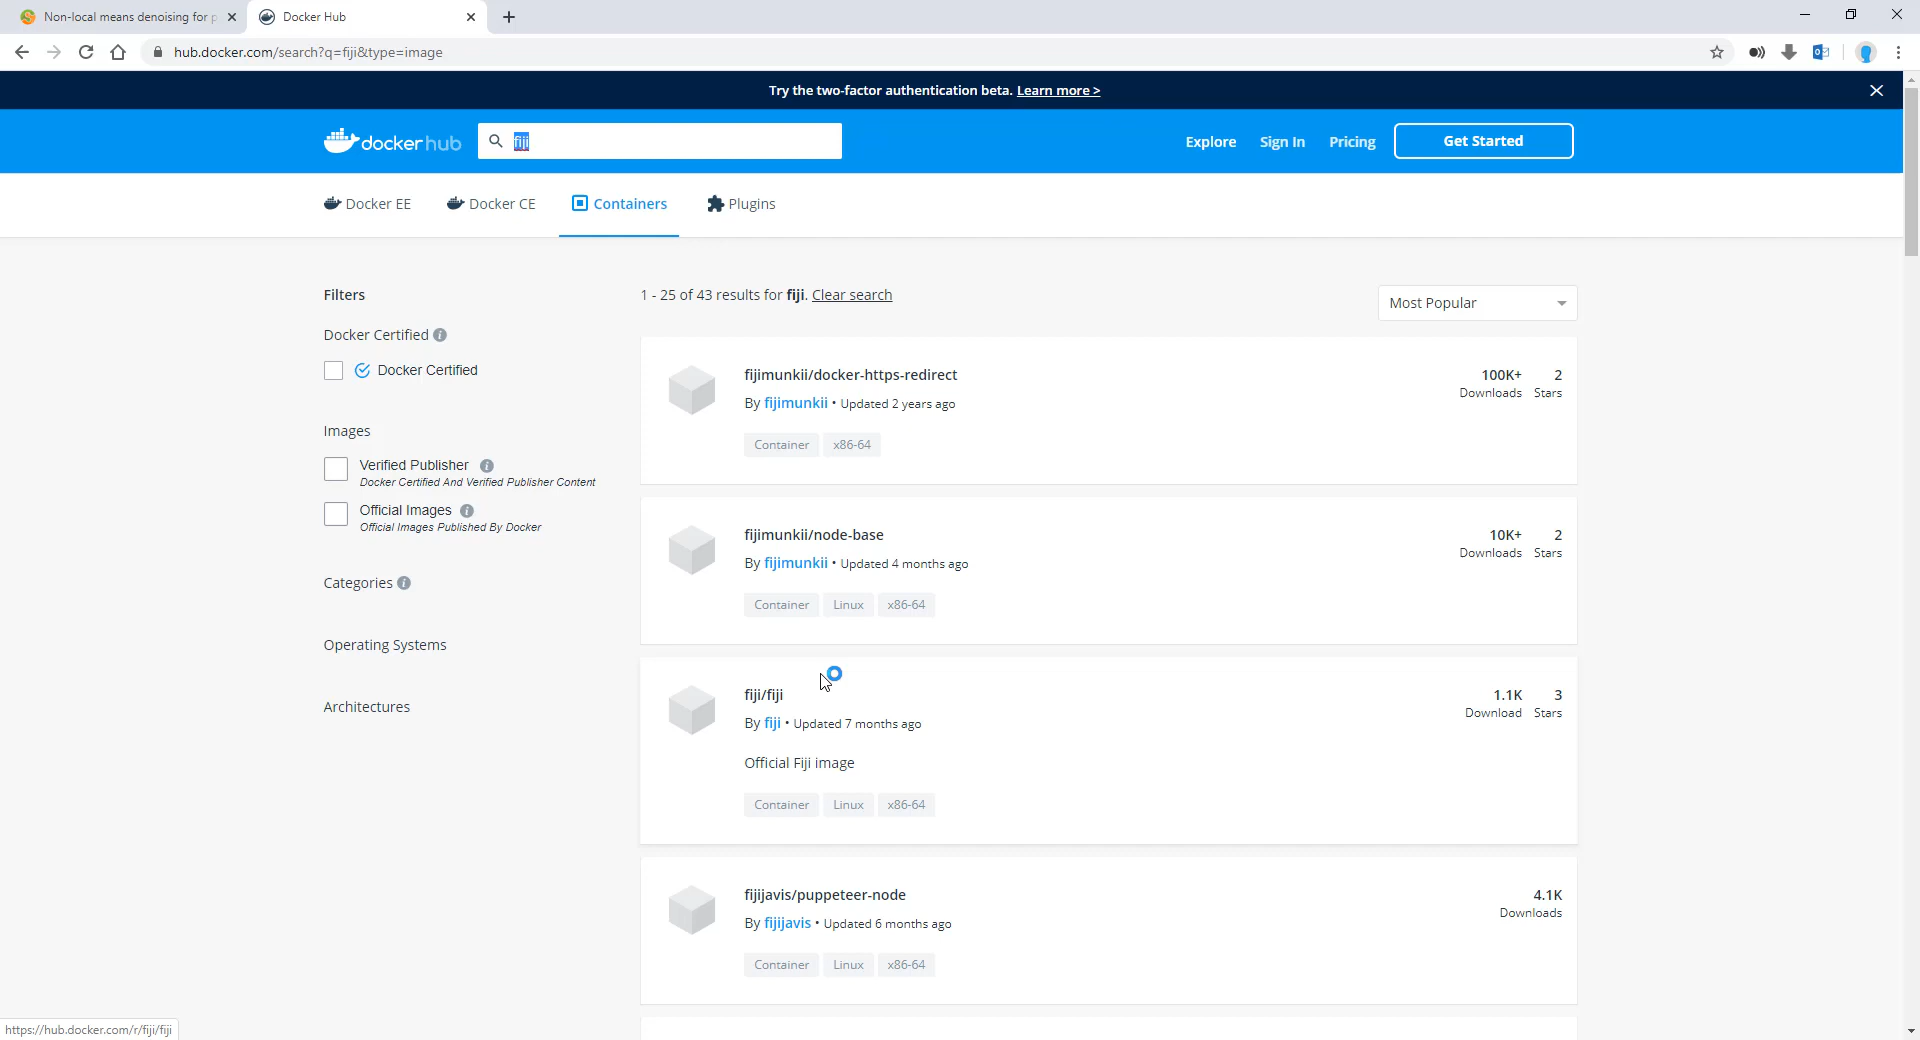 Non-local means denoising for p
Docker Hub
hub.docker.com/search?q=fiji&type=image
Try the two-factor authentication beta. Learn more >
dockerhub
fiji
Explore
Sign In
Pricing
Get Started
Docker EE
Docker CE
Containers
Plugins
Filters
1 - 25 of 43 results for fiji. Clear search
Most Popular
Docker Certified
Docker Certified
Images
Verified Publisher
Docker Certified And Verified Publisher Content
Official Images
Official Images Published By Docker
Categories
Operating Systems
Architectures
fijimunkii/docker-https-redirect
By fijimunkii • Updated 2 years ago
Container x86-64
100K+ 2
Downloads Stars
fijimunkii/node-base
By fijimunkii • Updated 4 months ago
Container Linux x86-64
10K+ 2
Downloads Stars
fiji/fiji
By fiji • Updated 7 months ago
Official Fiji image
Container Linux x86-64
1.1K 3
Download Stars
fijijavis/puppeteer-node
By fijijavis • Updated 6 months ago
Container Linux x86-64
4.1K
Downloads
https://hub.docker.com/r/fiji/fiji